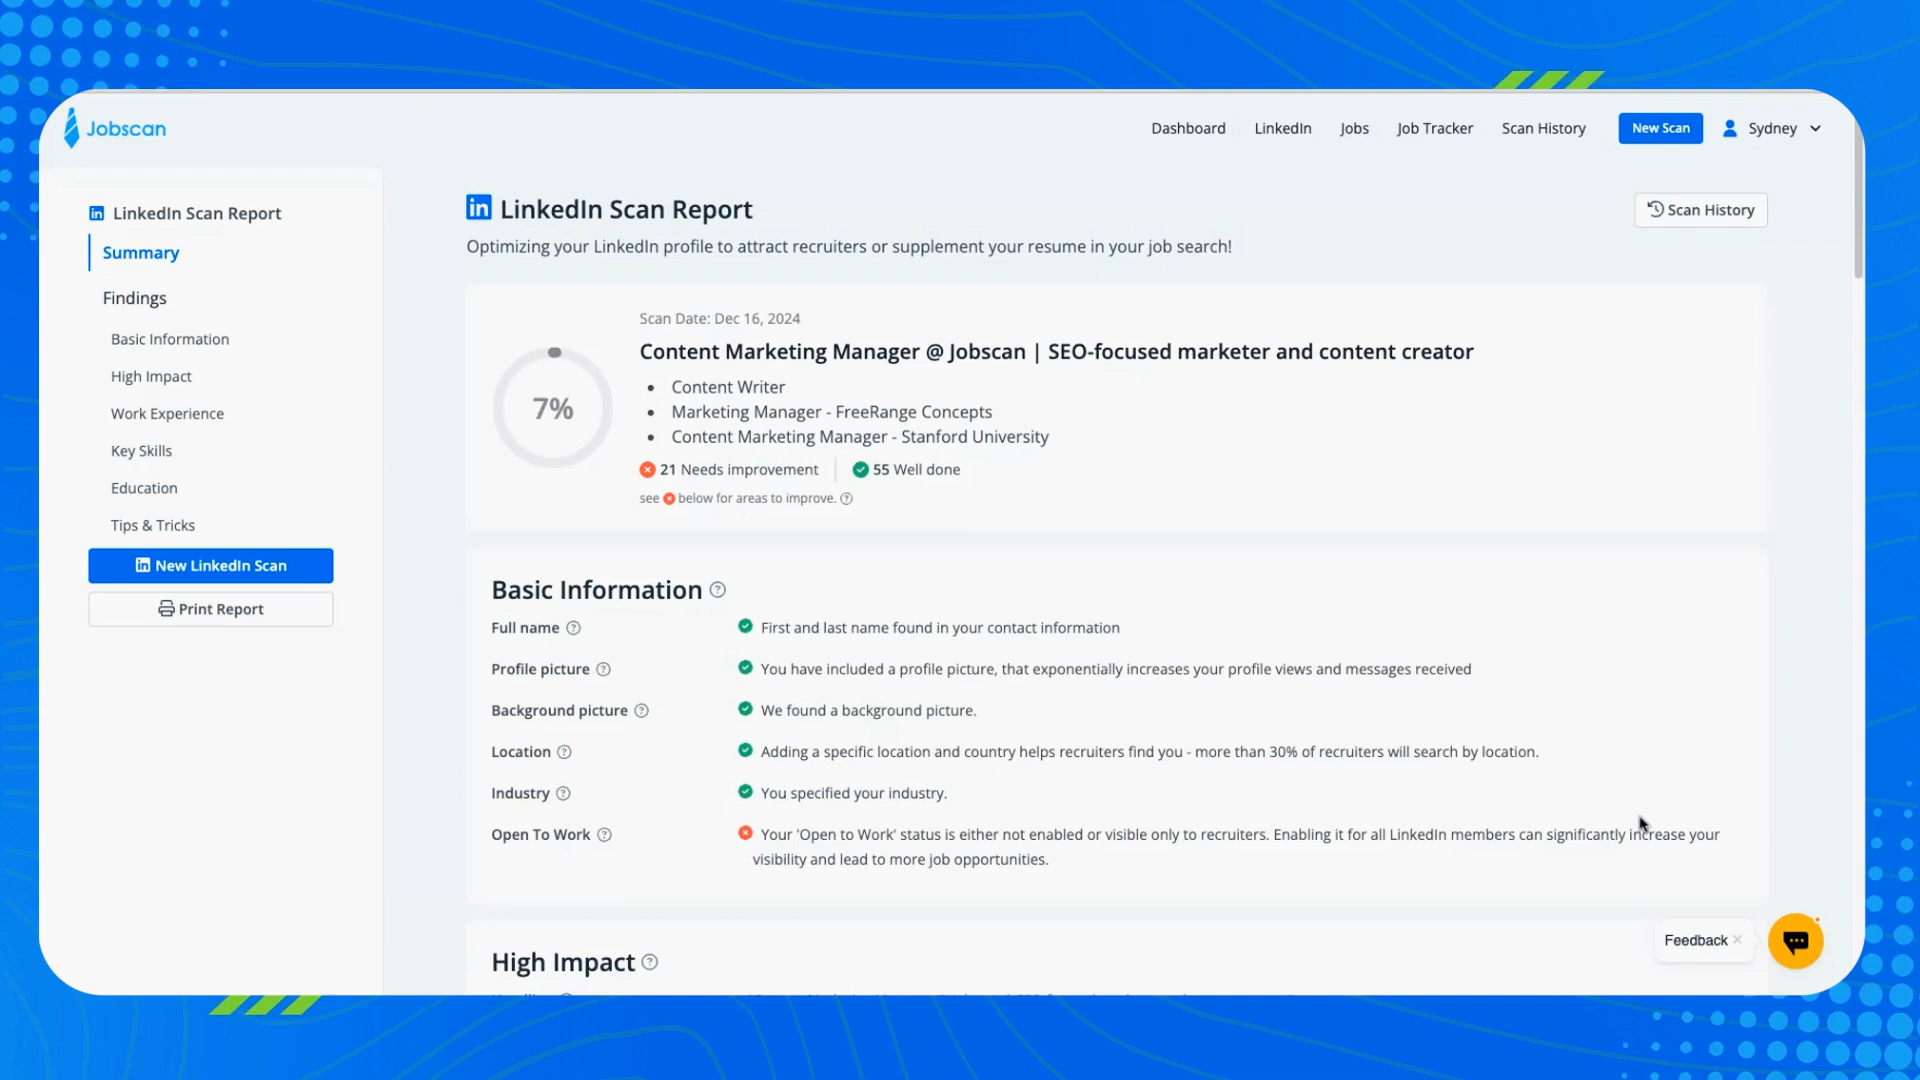 Jobscan
Dashboard
LinkedIn
Jobs
Job Tracker
Scan History
New Scan
Sydney
LinkedIn Scan Report
Summary
Findings
Basic Information
High Impact
Work Experience
Key Skills
Education
Tips & Tricks
New LinkedIn Scan
Print Report
LinkedIn Scan Report
Scan History
Optimizing your LinkedIn profile to attract recruiters or supplement your resume in your job search!
7%
Scan Date: Dec 16, 2024
Content Marketing Manager @ Jobscan | SEO-focused marketer and content creator
Content Writer
Marketing Manager - FreeRange Concepts
Content Marketing Manager - Stanford University
21 Needs improvement
55 Well done
see below for areas to improve.
Basic Information
Full name
First and last name found in your contact information
Profile picture
You have included a profile picture, that exponentially increases your profile views and messages received
Background picture
We found a background picture.
Location
Adding a specific location and country helps recruiters find you - more than 30% of recruiters will search by location.
Industry
You specified your industry.
Open To Work
Your 'Open to Work' status is either not enabled or visible only to recruiters. Enabling it for all LinkedIn members can significantly increase your
visibility and lead to more job opportunities.
High Impact
Feedback